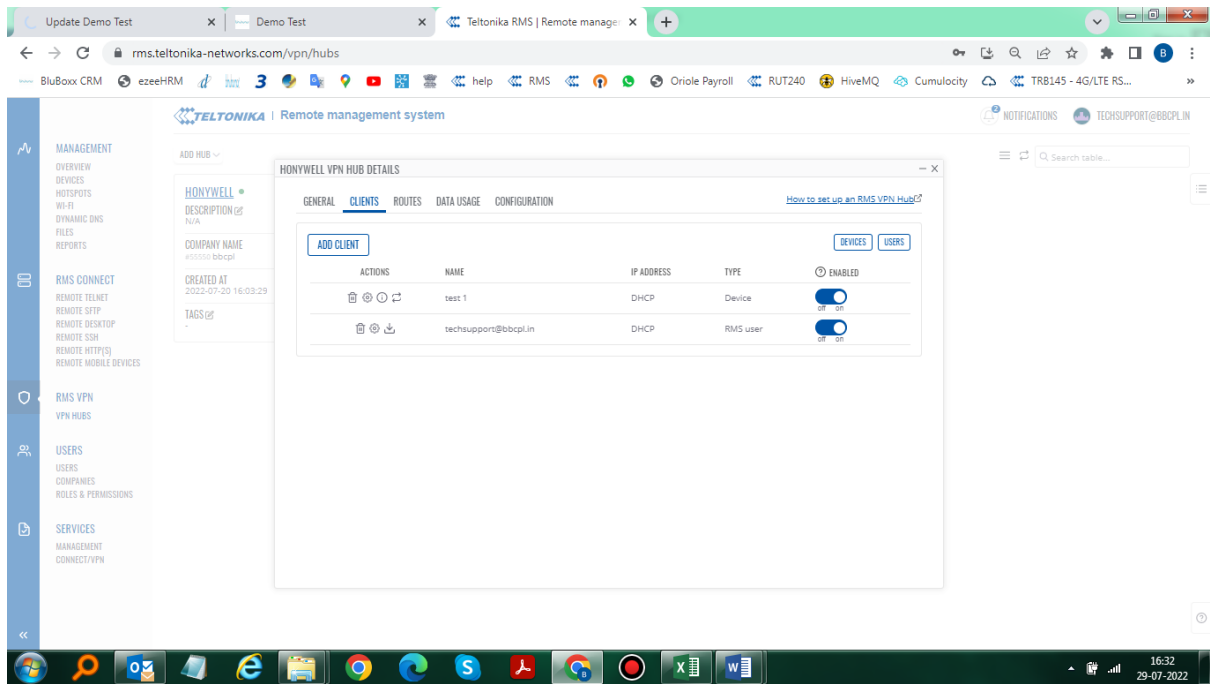 Update Demo Test
Demo Test
Teltonika RMS | Remote manager
rms.teltonika-networks.com/vpn/hubs
BluBoxx CRM ezeeHRM help RMS Oriole Payroll RUT240 HiveMQ Cumulocity TRB145 - 4G/LTE RS...
TELTONIKA | Remote management system
2 NOTIFICATIONS TECHSUPPORT@BBCPL.IN
MANAGEMENT
OVERVIEW
DEVICES
HOTSPOTS
WI-FI
DYNAMIC DNS
FILES
REPORTS
RMS CONNECT
REMOTE TELNET
REMOTE SFTP
REMOTE DESKTOP
REMOTE SSH
REMOTE HTTP(S)
REMOTE MOBILE DEVICES
RMS VPN
VPN HUBS
USERS
USERS
COMPANIES
ROLES & PERMISSIONS
SERVICES
MANAGEMENT
CONNECT/VPN
ADD HUB
Search table...
HONYWELL
DESCRIPTION
N/A
COMPANY NAME
bbcpl
CREATED AT
2022-07-20 16:03:29
TAGS
-
HONYWELL VPN HUB DETAILS
GENERAL CLIENTS ROUTES DATA USAGE CONFIGURATION How to set up an RMS VPN Hub
ADD CLIENT DEVICES USERS
ACTIONS NAME IP ADDRESS TYPE ENABLED
test 1 DHCP Device
off on
techsupport@bbcpl.in DHCP RMS user
off on
16:32
29-07-2022